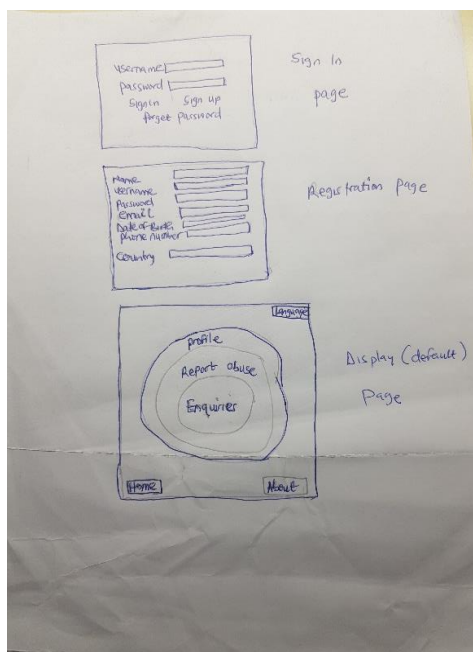 username
password
Sign in Sign up
forget password
Sign In
page
Name
username
Password
email
Date of Birth
phone number
Country
Registration Page
Language
profile
Report abuse
Enquiries
Home
About
Display (default)
Page